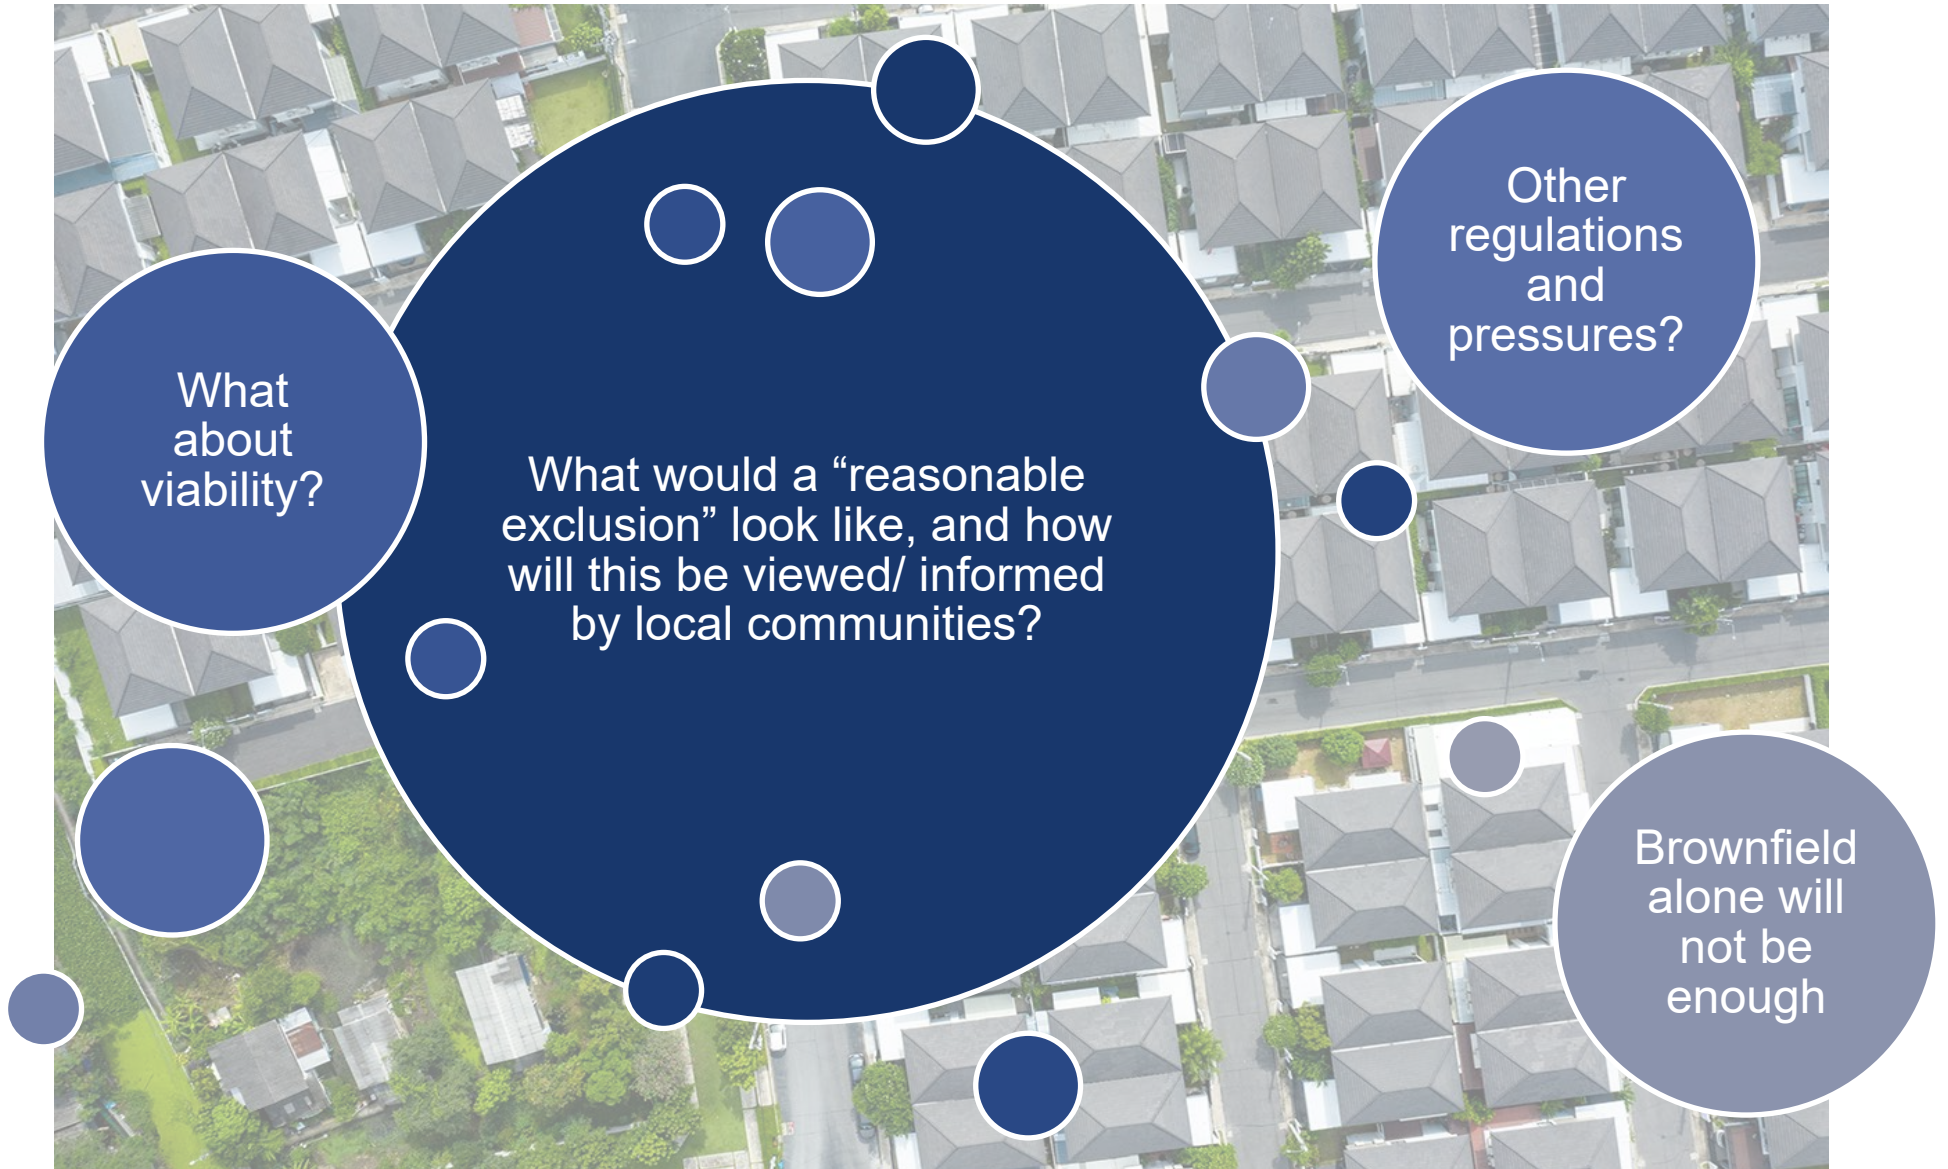 What
about
viability?
What would a “reasonable
exclusion” look like, and how
will this be viewed/ informed
by local communities?
Other
regulations
and
pressures?
Brownfield
alone will
not be
enough